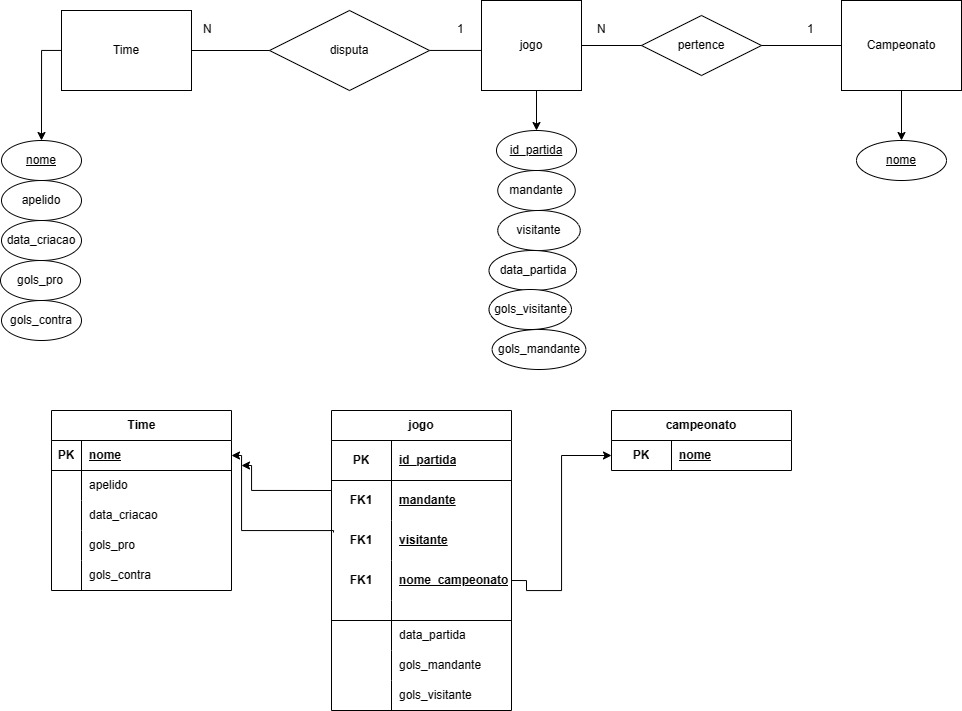 Time
N
disputa
1
jogo
N
pertence
1
Campeonato
nome
apelido
data_criacao
gols_pro
gols_contra
id_partida
mandante
visitante
data_partida
gols_visitante
gols_mandante
nome
Time
PK nome
apelido
data_criacao
gols_pro
gols_contra
jogo
PK id_partida
FK1 mandante
FK1 visitante
FK1 nome_campeonato
data_partida
gols_mandante
gols_visitante
campeonato
PK nome